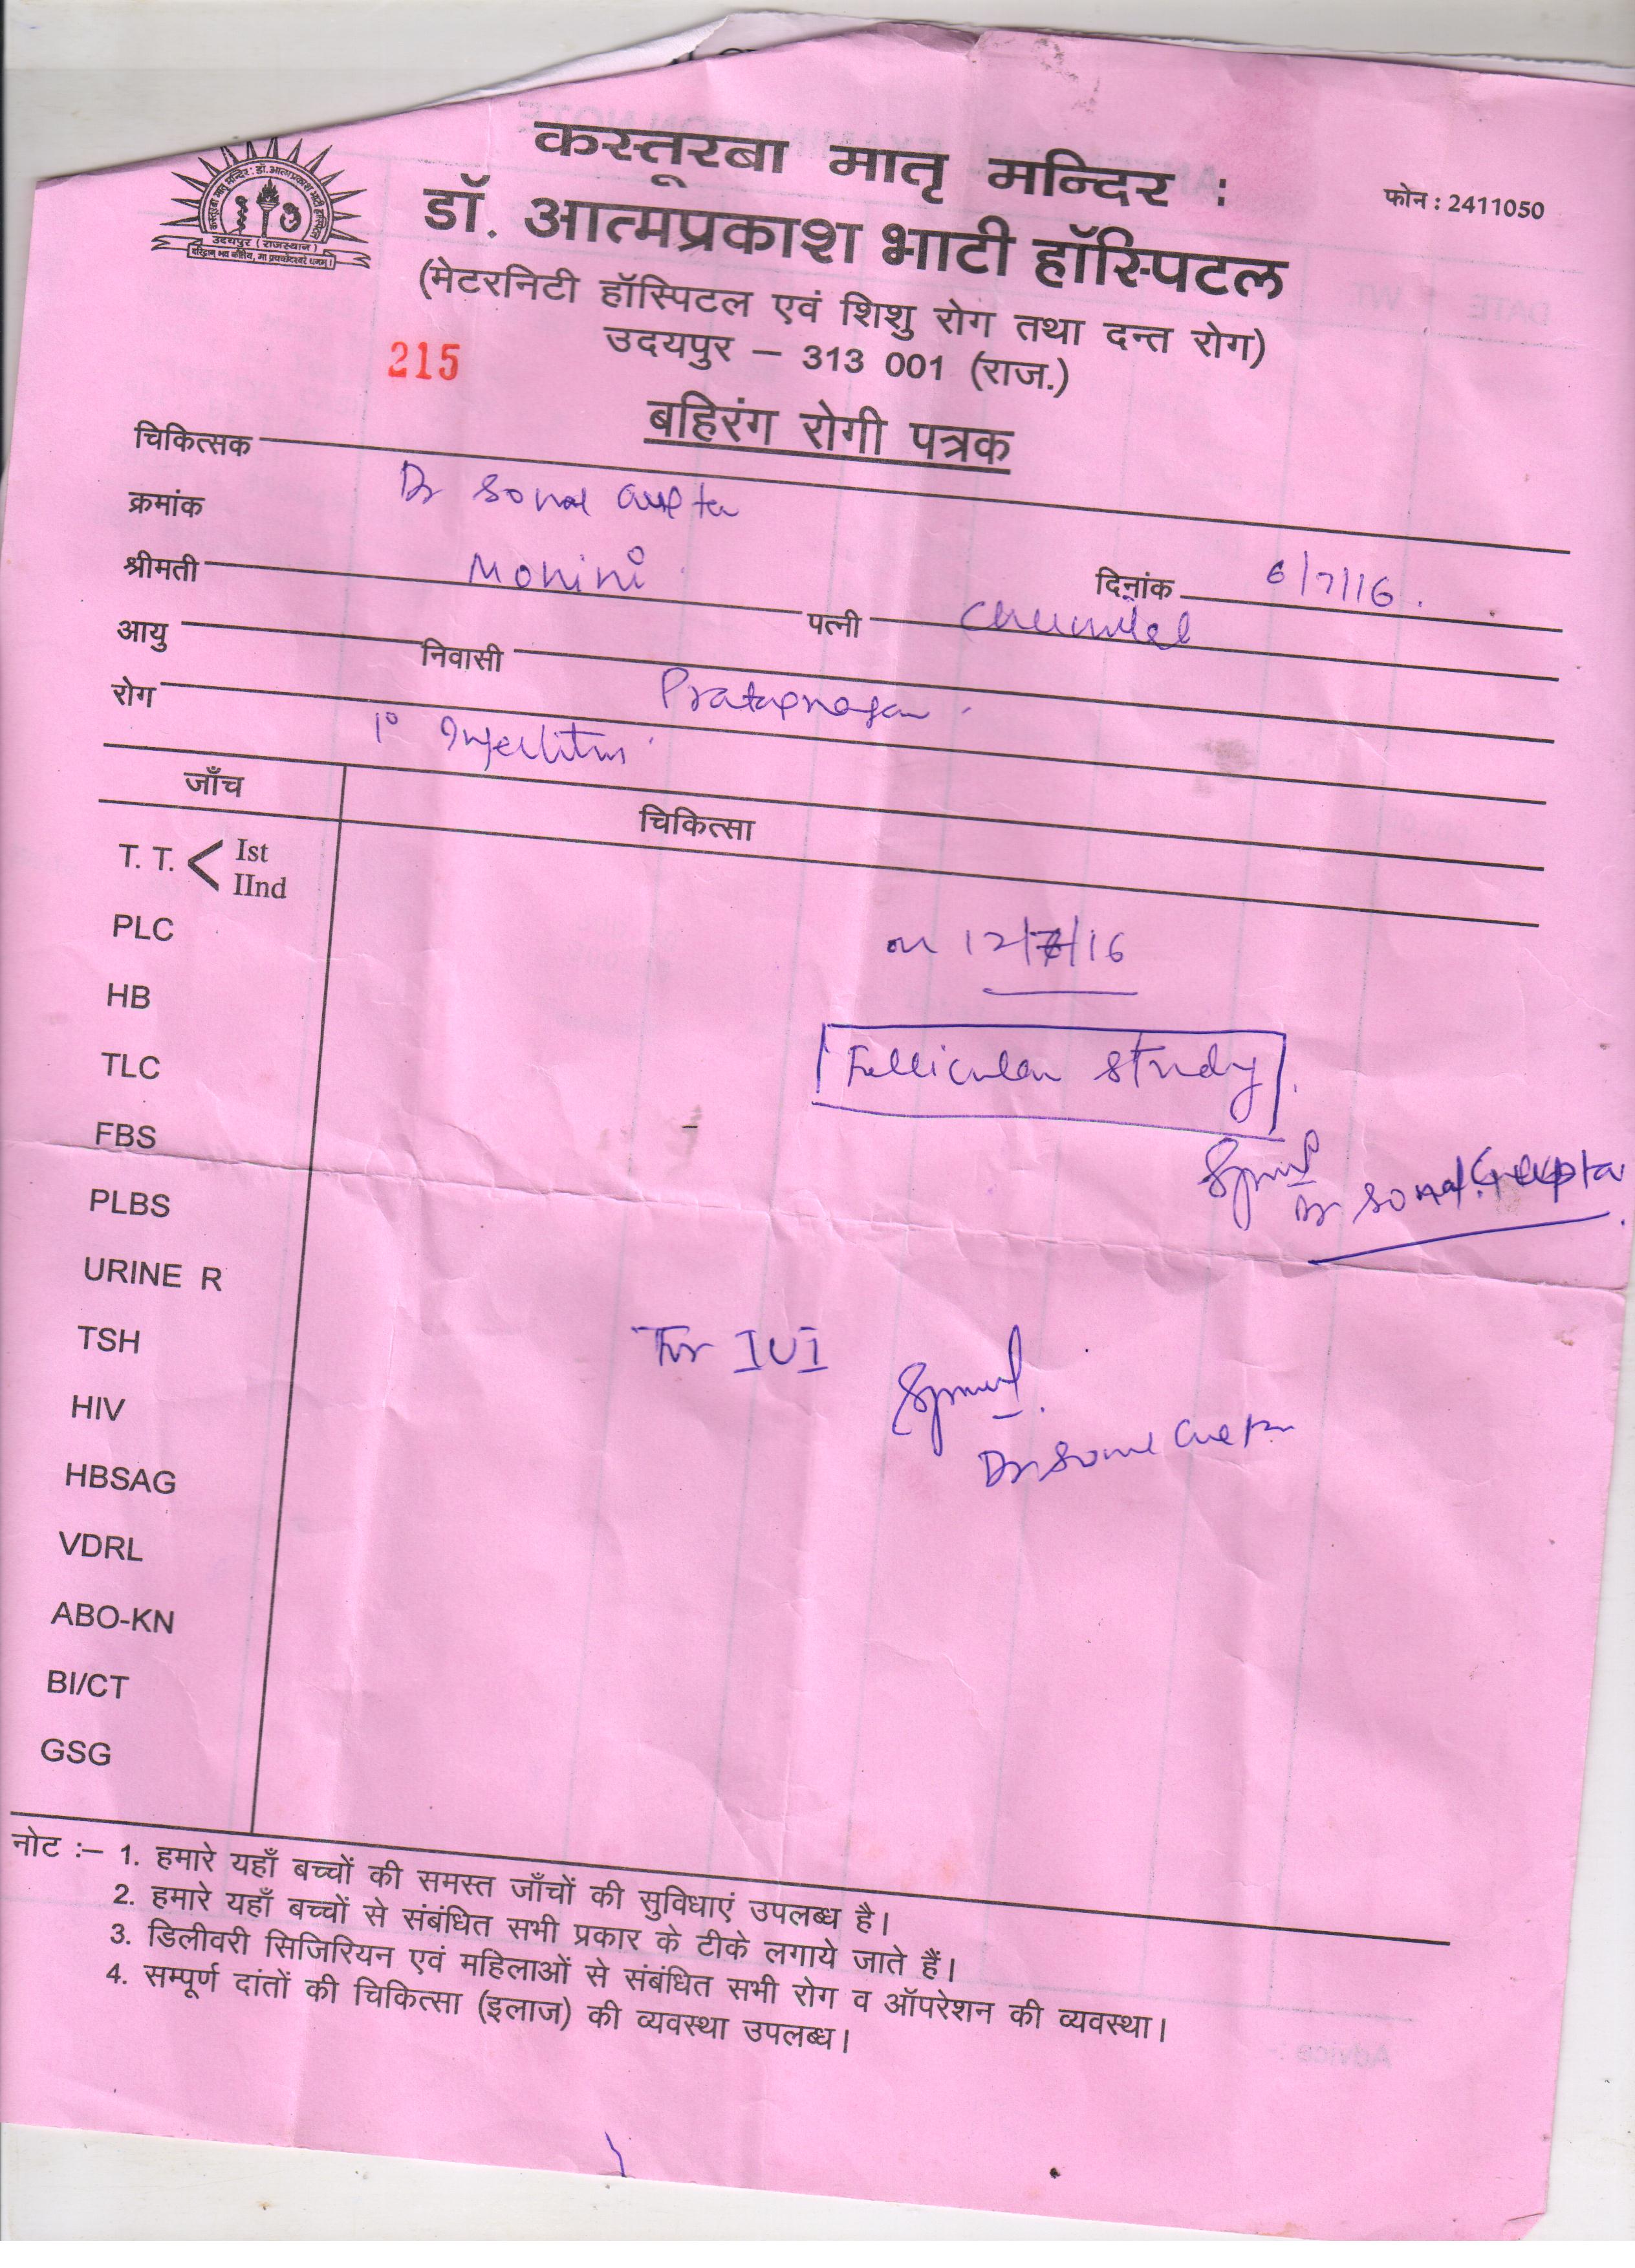 कस्तूरबा मातृ मन्दिर :
फोन : 2411050
डॉ. आत्मप्रकाश भाटी हॉस्पिटल
(मेटरनिटी हॉस्पिटल एवं शिशु रोग तथा दन्त रोग)
उदयपुर – 313 001 (राज.)
उदयपुर (राजस्थान)
215
बहिरंग रोगी पत्रक
चिकित्सक Dr Sonal Gupta
क्रमांक
श्रीमती Mohini दिनांक 6/7/16.
आयु निवासी Pratapnagar पत्नी
रोग 1° Infertility
जाँच चिकित्सा
T. T. < Ist
IInd
PLC on 12/7/16
HB
TLC Follicular study
FBS
Dr Sonal Gupta
PLBS
URINE R
TSH For IUI
HIV
Dr Sonal Gupta
HBSAG
VDRL
ABO-KN
BI/CT
GSG
नोट :– 1. हमारे यहाँ बच्चों की समस्त जाँचों की सुविधाएं उपलब्ध है।
2. हमारे यहाँ बच्चों से संबंधित सभी प्रकार के टीके लगाये जाते हैं।
3. डिलीवरी सिजिरियन एवं महिलाओं से संबंधित सभी रोग व ऑपरेशन की व्यवस्था।
4. सम्पूर्ण दांतों की चिकित्सा (इलाज) की व्यवस्था उपलब्ध।